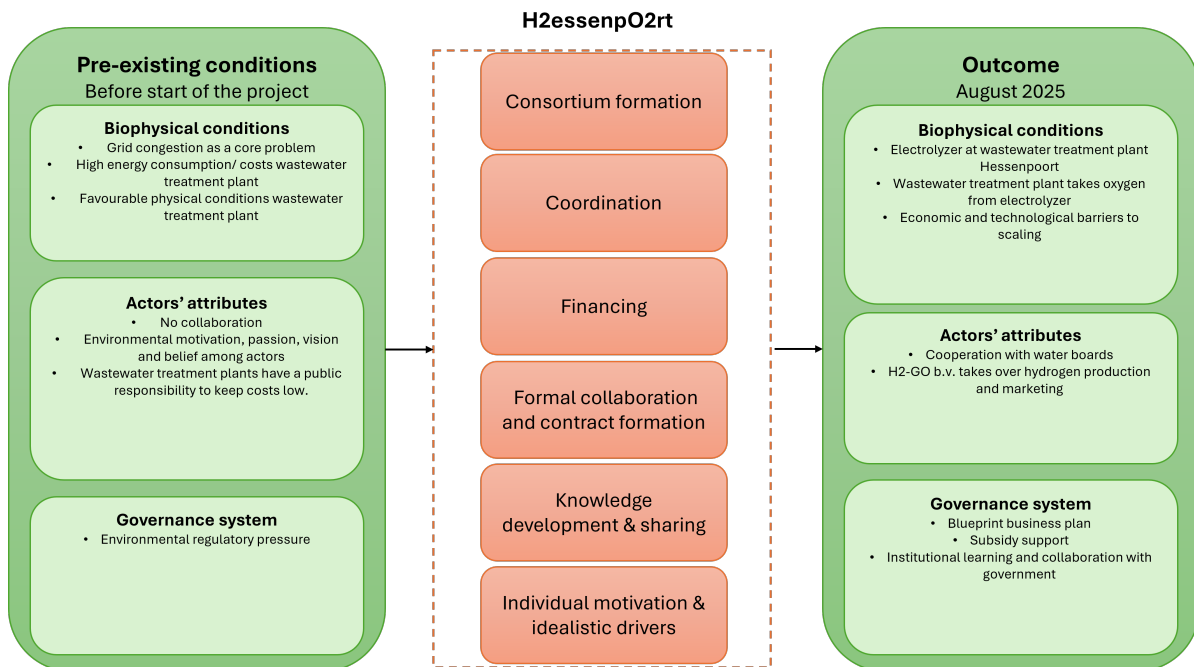 H2essenpO2rt
Pre-existing conditions
Before start of the project
Biophysical conditions
• Grid congestion as a core problem
• High energy consumption/ costs wastewater
treatment plant
• Favourable physical conditions wastewater
treatment plant
Actors’ attributes
• No collaboration
• Environmental motivation, passion, vision
and belief among actors
• Wastewater treatment plants have a public
responsibility to keep costs low.
Governance system
• Environmental regulatory pressure
Consortium formation
Coordination
Financing
Formal collaboration
and contract formation
Knowledge
development & sharing
Individual motivation &
idealistic drivers
Outcome
August 2025
Biophysical conditions
• Electrolyzer at wastewater treatment plant
Hessenpoort
• Wastewater treatment plant takes oxygen
from electrolyzer
• Economic and technological barriers to
scaling
Actors’ attributes
• Cooperation with water boards
• H2-GO b.v. takes over hydrogen production
and marketing
Governance system
• Blueprint business plan
• Subsidy support
• Institutional learning and collaboration with
government